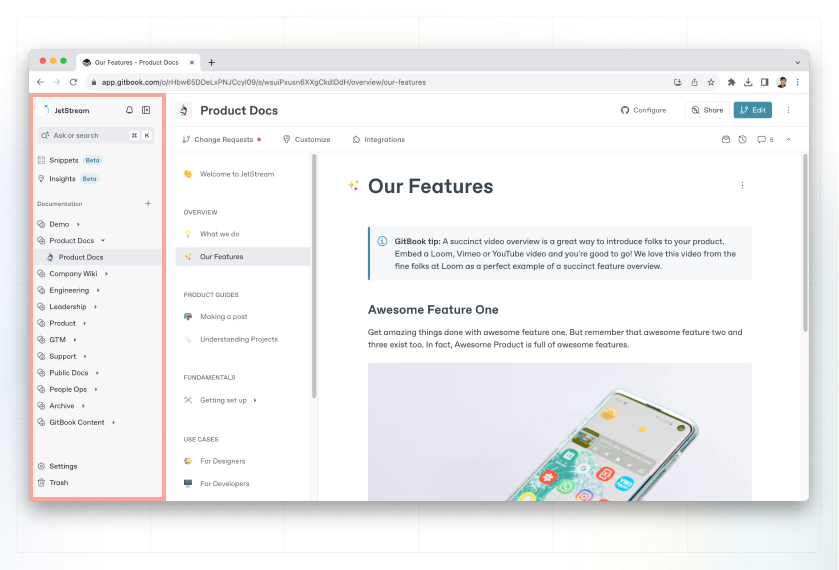 Our Features - Product Docs
app.gitbook.com/o/rHbw65DDeLxPNJCcyl09/s/wsuiPxusn6XXgCkdIDdH/overview/our-features
JetStream
Ask or search
⌘ K
Snippets Beta
Insights Beta
Documentation
Demo
Product Docs
Product Docs
Company Wiki
Engineering
Leadership
Product
GTM
Support
Public Docs
People Ops
Archive
GitBook Content
Settings
Trash
Product Docs
Configure
Share
Edit
Change Requests
Customize
Integrations
5
Welcome to JetStream
OVERVIEW
What we do
Our Features
PRODUCT GUIDES
Making a post
Understanding Projects
FUNDAMENTALS
Getting set up
USE CASES
For Designers
For Developers
Our Features
GitBook tip: A succinct video overview is a great way to introduce folks to your product.
Embed a Loom, Vimeo or YouTube video and you're good to go! We love this video from the
fine folks at Loom as a perfect example of a succinct feature overview.
Awesome Feature One
Get amazing things done with awesome feature one. But remember that awesome feature two and
three exist too. In fact, Awesome Product is full of awesome features.